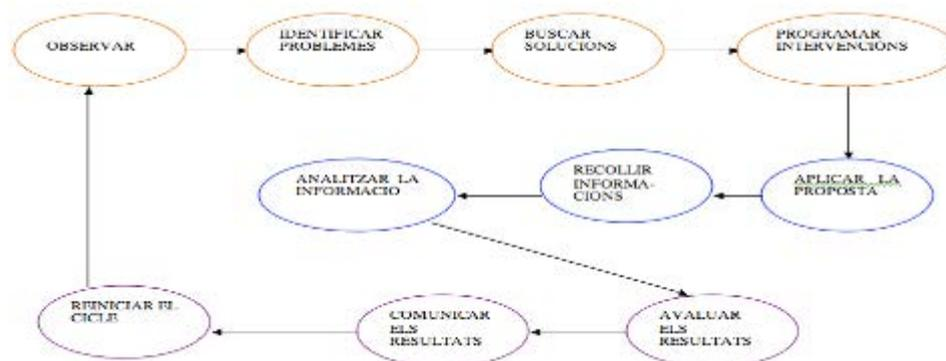 OBSERVAR
IDENTIFICAR
PROBLEMES
BUSCAR
SOLUCIONS
PROGRAMAR
INTERVENCIÓNS
APLICAR LA
PROPOSTA
RECOLLIR
INFORMA-
CIONS
ANALITZAR LA
INFORMACIO
AVALUAR
ELS
RESULTATS
COMUNICAR
ELS
RESULTATS
REINICIAR EL
CICLE